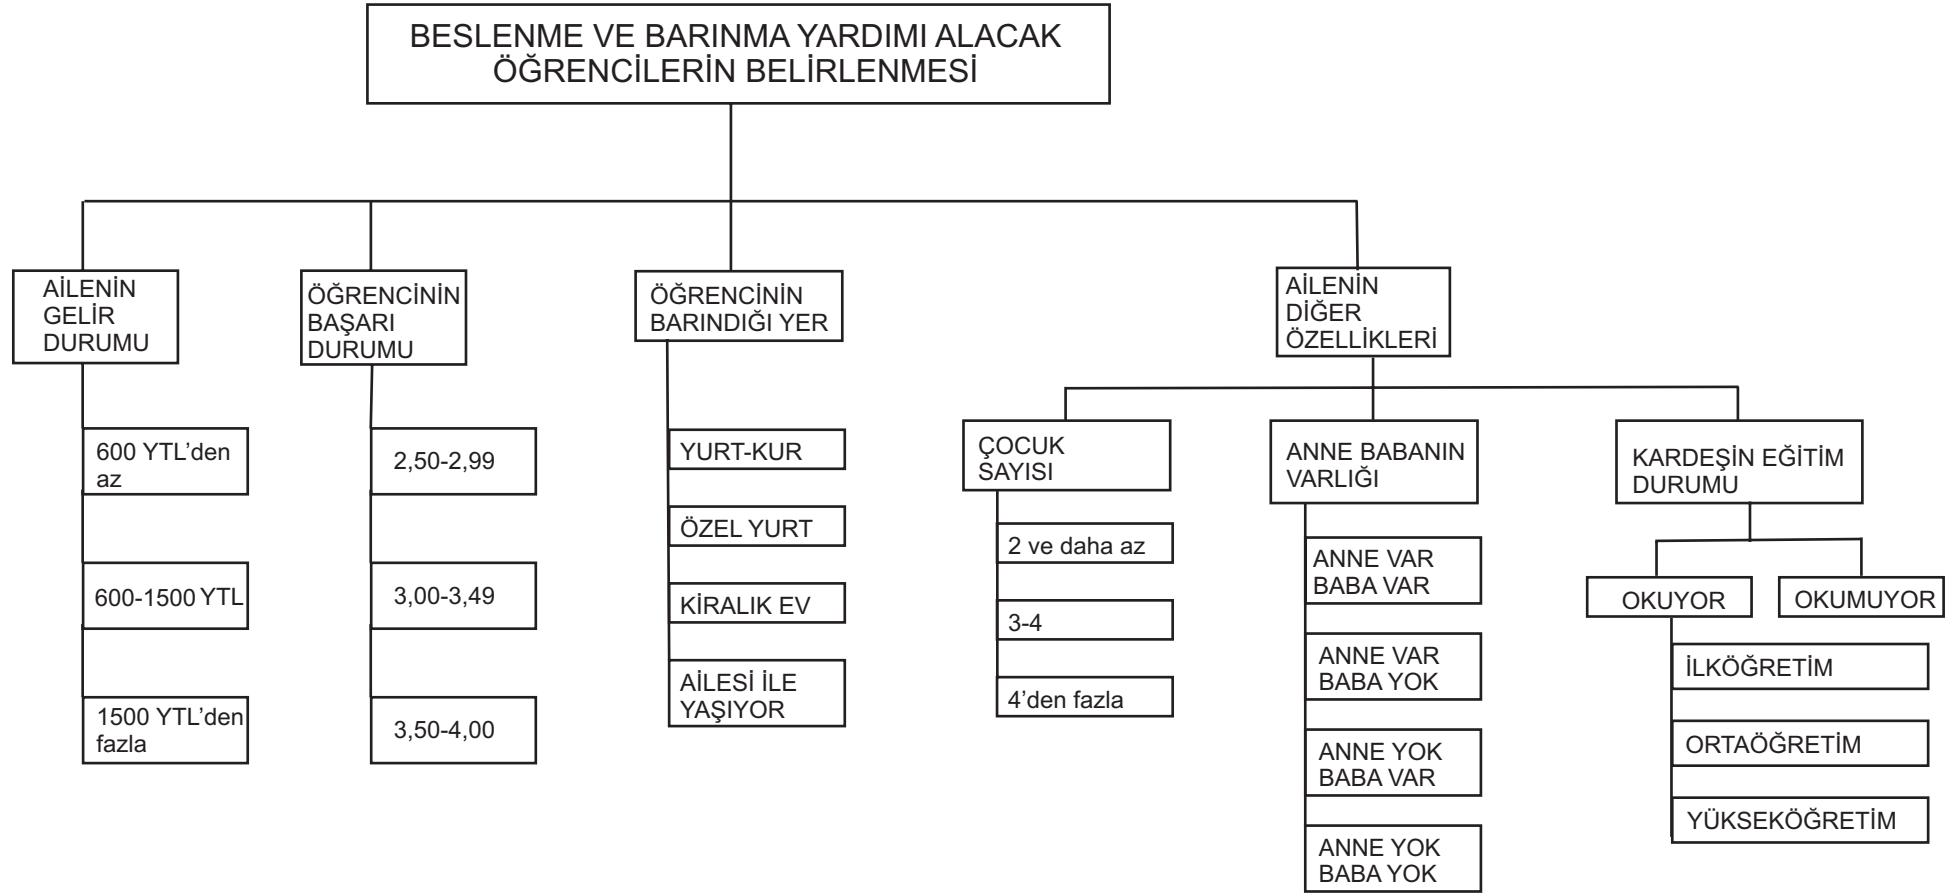 BESLENME VE BARINMA YARDIMI ALACAK
ÖĞRENCİLERİN BELİRLENMESİ
AİLENİN
GELİR
DURUMU
600 YTL'den
az
600-1500 YTL
1500 YTL'den
fazla
ÖĞRENCİNİN
BAŞARI
DURUMU
2,50-2,99
3,00-3,49
3,50-4,00
ÖĞRENCİNİN
BARINDIĞI YER
YURT-KUR
ÖZEL YURT
KİRALIK EV
AİLESİ İLE
YAŞIYOR
AİLENİN
DİĞER
ÖZELLİKLERİ
ÇOCUK
SAYISI
2 ve daha az
3-4
4'den fazla
ANNE BABANIN
VARLIĞI
ANNE VAR
BABA VAR
ANNE VAR
BABA YOK
ANNE YOK
BABA VAR
ANNE YOK
BABA YOK
KARDEŞİN EĞİTİM
DURUMU
OKUYOR
OKUMUYOR
İLKÖĞRETİM
ORTAÖĞRETİM
YÜKSEKÖĞRETİM